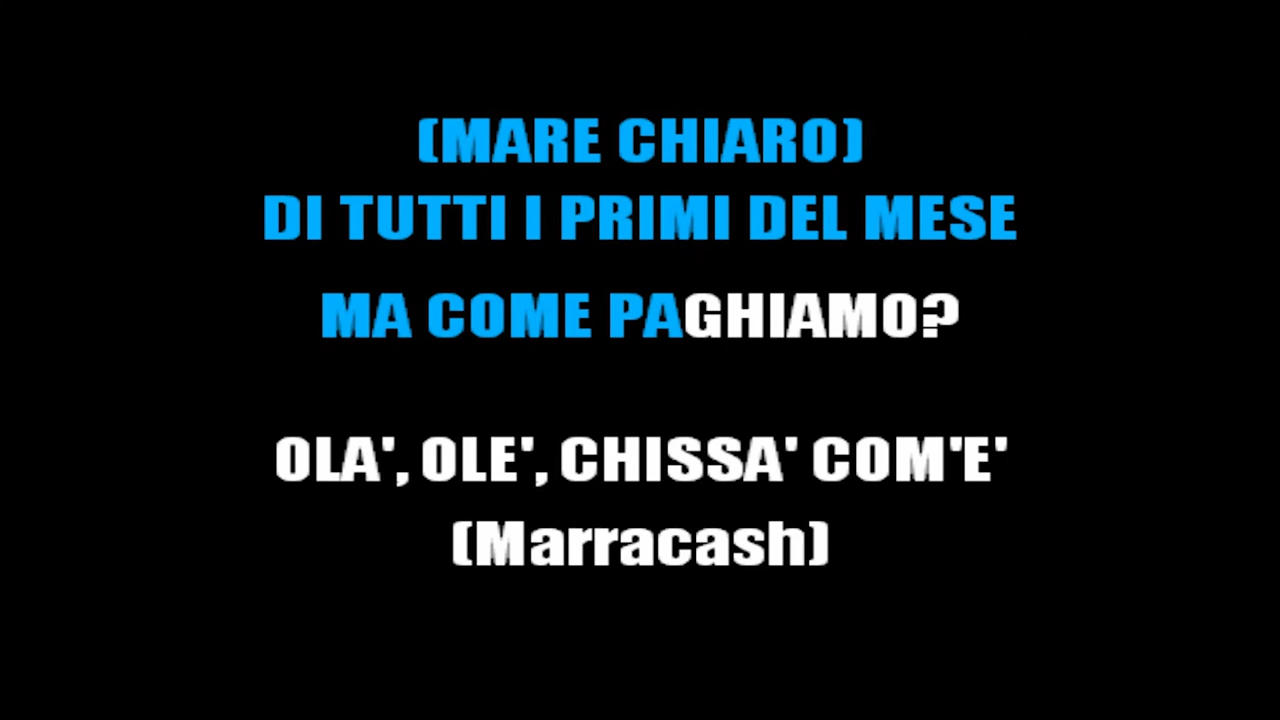 (MARE CHIARO)
DI TUTTI I PRIMI DEL MESE
MA COME PAGHIAMO?
OLA', OLE', CHISSA' COM'E'
(Marracash)